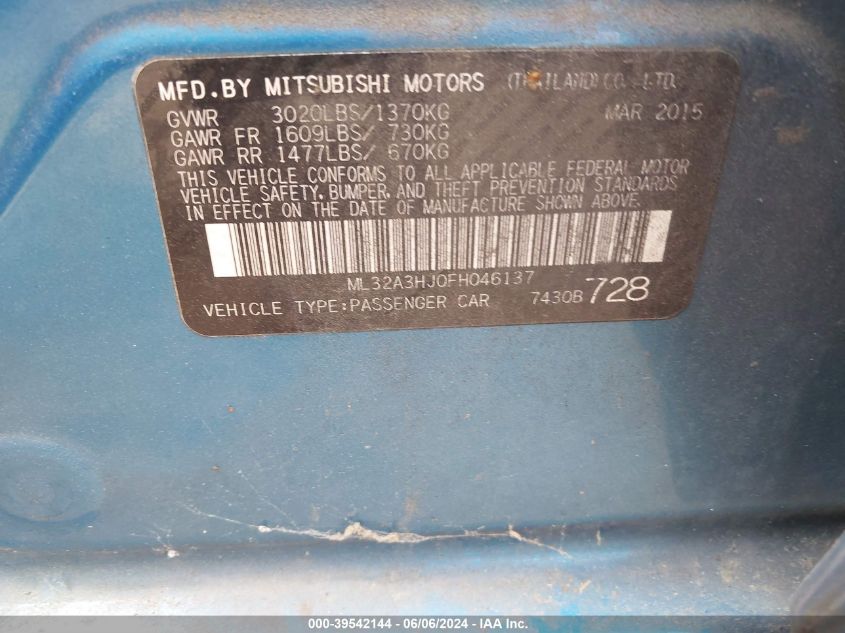 MFD.BY MITSUBISHI MOTORS (THAILAND) CO., LTD.
GVWR 3020LBS/1370KG MAR 2015
GAWR FR 1609LBS/ 730KG
GAWR RR 1477LBS/ 670KG
THIS VEHICLE CONFORMS TO ALL APPLICABLE FEDERAL MOTOR
VEHICLE SAFETY, BUMPER, AND THEFT PREVENTION STANDARDS
IN EFFECT ON THE DATE OF MANUFACTURE SHOWN ABOVE.
ML32A3HJ0FH046137
VEHICLE TYPE:PASSENGER CAR 7430B 728
000-39542144 - 06/06/2024 - IAA Inc.